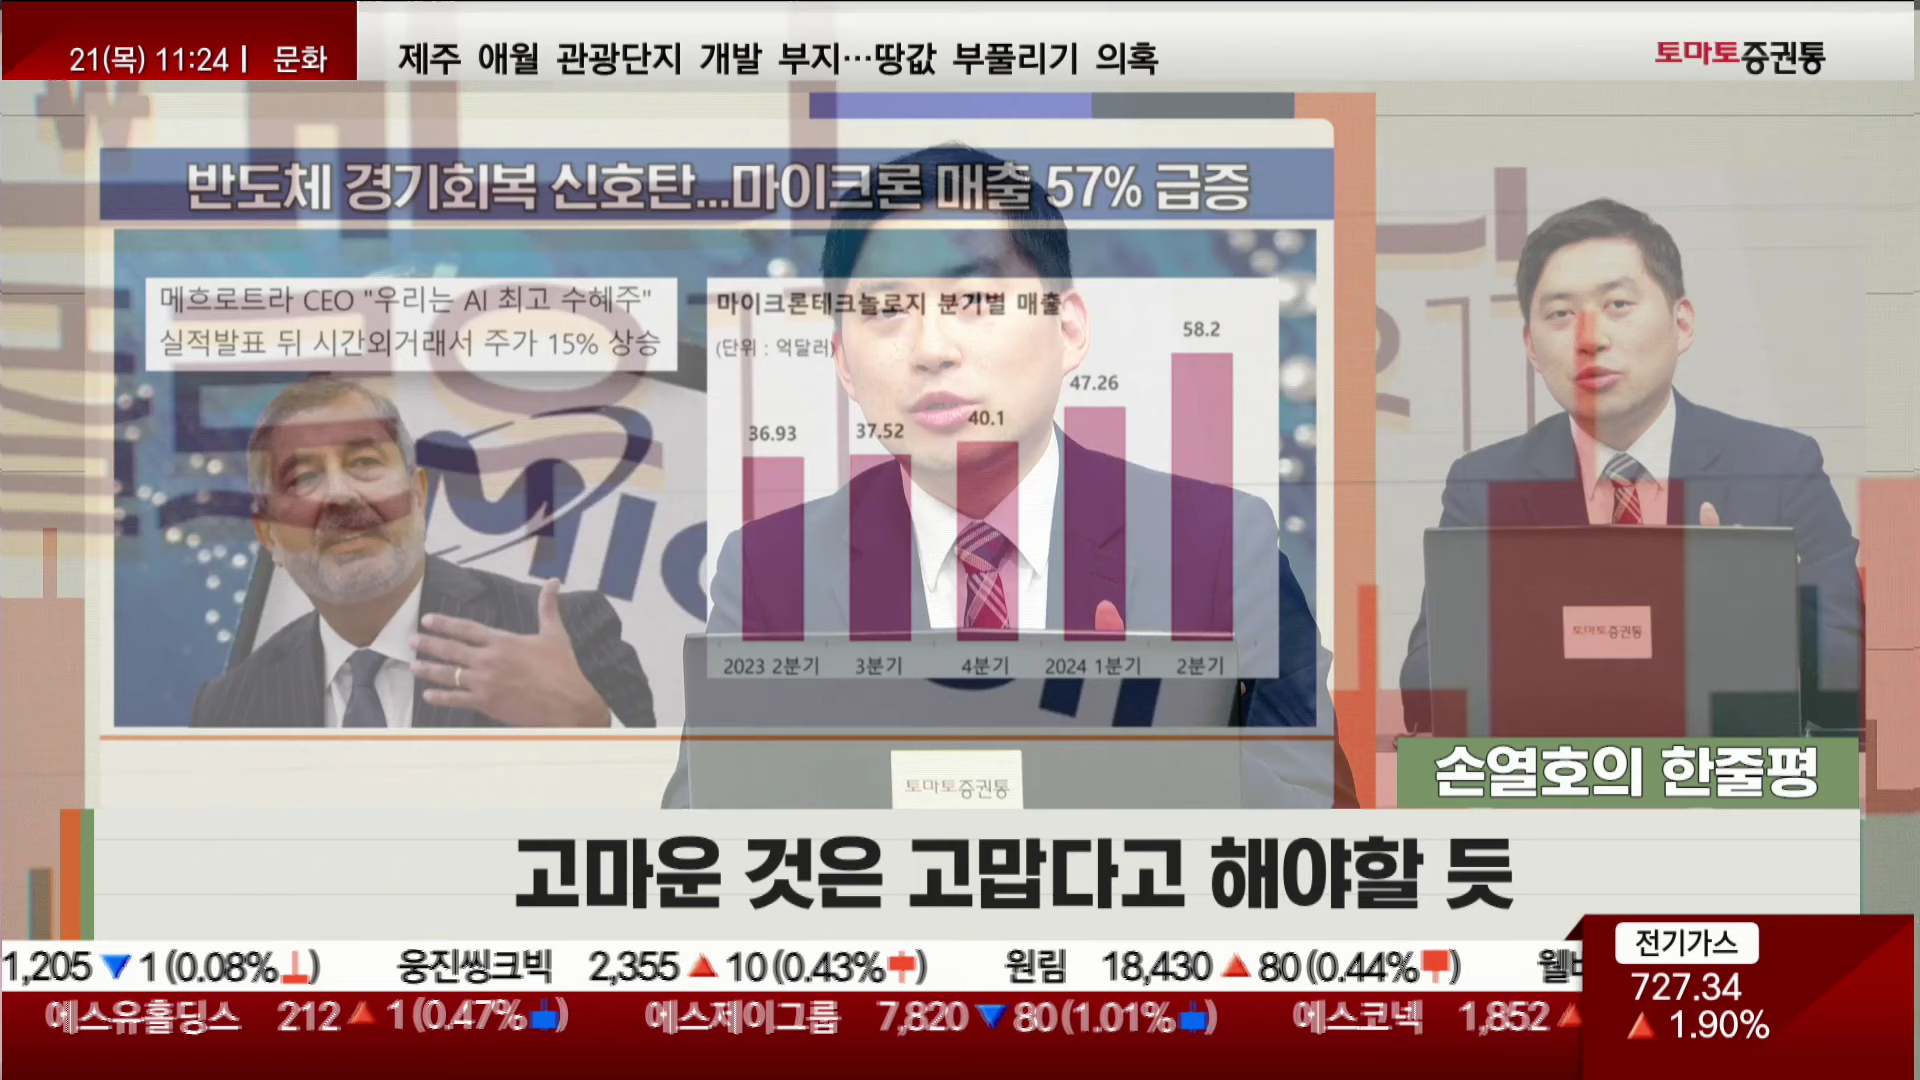 21(목) 11:24 | 문화
제주 애월 관광단지 개발 부지…땅값 부풀리기 의혹
토마토증권통
반도체 경기회복 신호탄...마이크론 매출 57% 급증
메흐로트라 CEO "우리는 AI 최고 수혜주"
실적발표 뒤 시간외거래서 주가 15% 상승
마이크론테크놀로지 분기별 매출
(단위 : 억달러)
36.93
37.52
40.1
47.26
58.2
2023 2분기
3분기
4분기
2024 1분기
2분기
토마토증권통
토마토증권통
손열호의 한줄평
고마운 것은 고맙다고 해야할 듯
1,205 ▼ 1 (0.08%) 웅진씽크빅 2,355 ▲ 10 (0.43%) 원림 18,430 ▲ 80 (0.44%)
에스유홀딩스 212 ▲ 1 (0.47%) 에스제이그룹 7,820 ▼ 80 (1.01%) 에스코넥 1,852 ▲
전기가스
727.34
▲ 1.90%